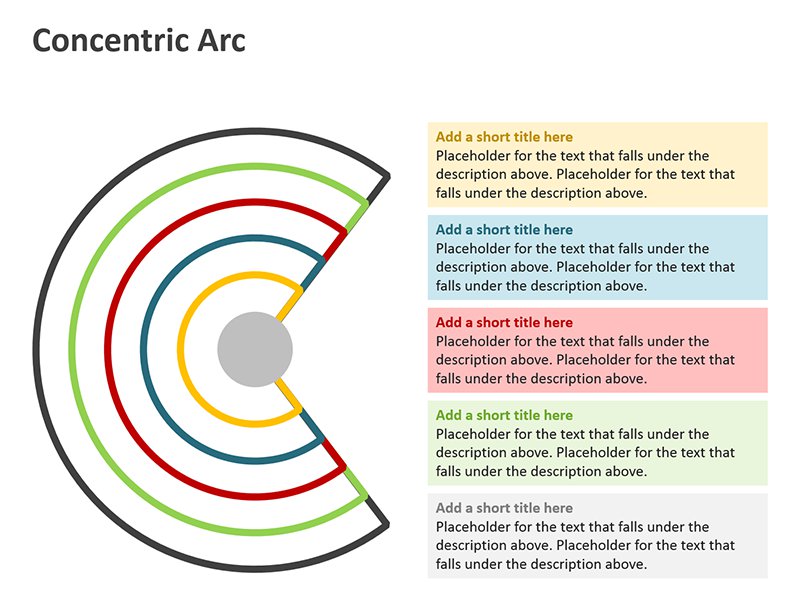 Concentric Arc
Add a short title here
Placeholder for the text that falls under the
description above. Placeholder for the text that
falls under the description above.
Add a short title here
Placeholder for the text that falls under the
description above. Placeholder for the text that
falls under the description above.
Add a short title here
Placeholder for the text that falls under the
description above. Placeholder for the text that
falls under the description above.
Add a short title here
Placeholder for the text that falls under the
description above. Placeholder for the text that
falls under the description above.
Add a short title here
Placeholder for the text that falls under the
description above. Placeholder for the text that
falls under the description above.